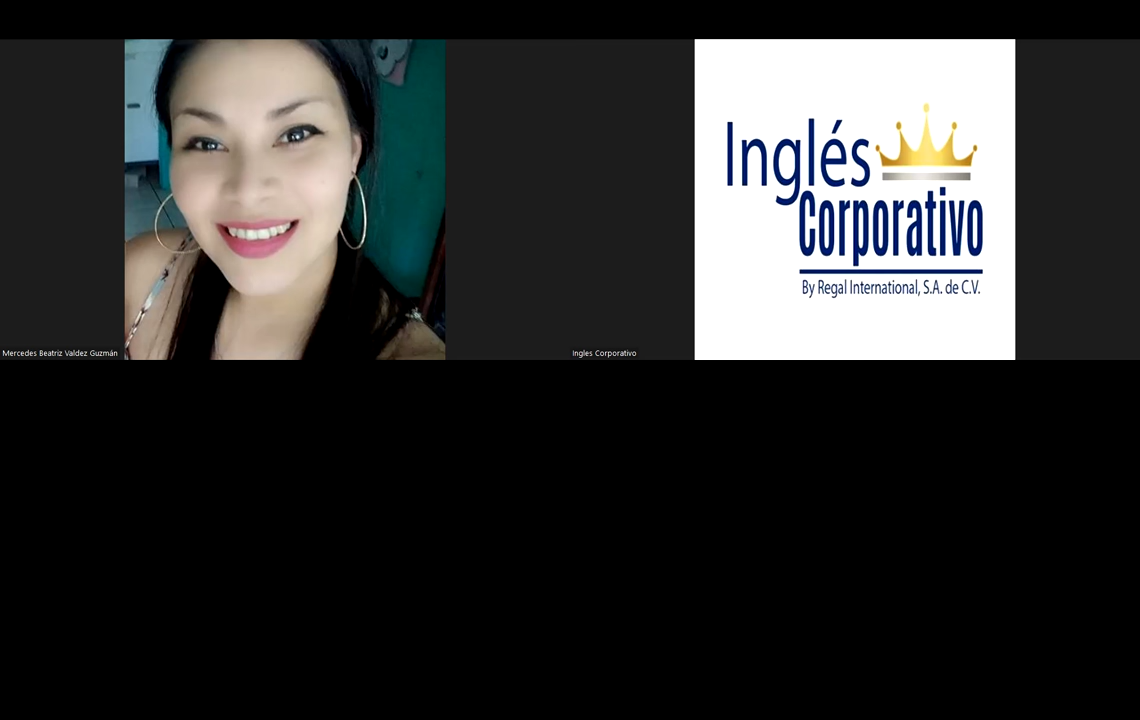 Inglés
Corporativo
By Regal International, S.A. de C.V.
Mercedes Beatriz Valdez Guzmán
Ingles Corporativo